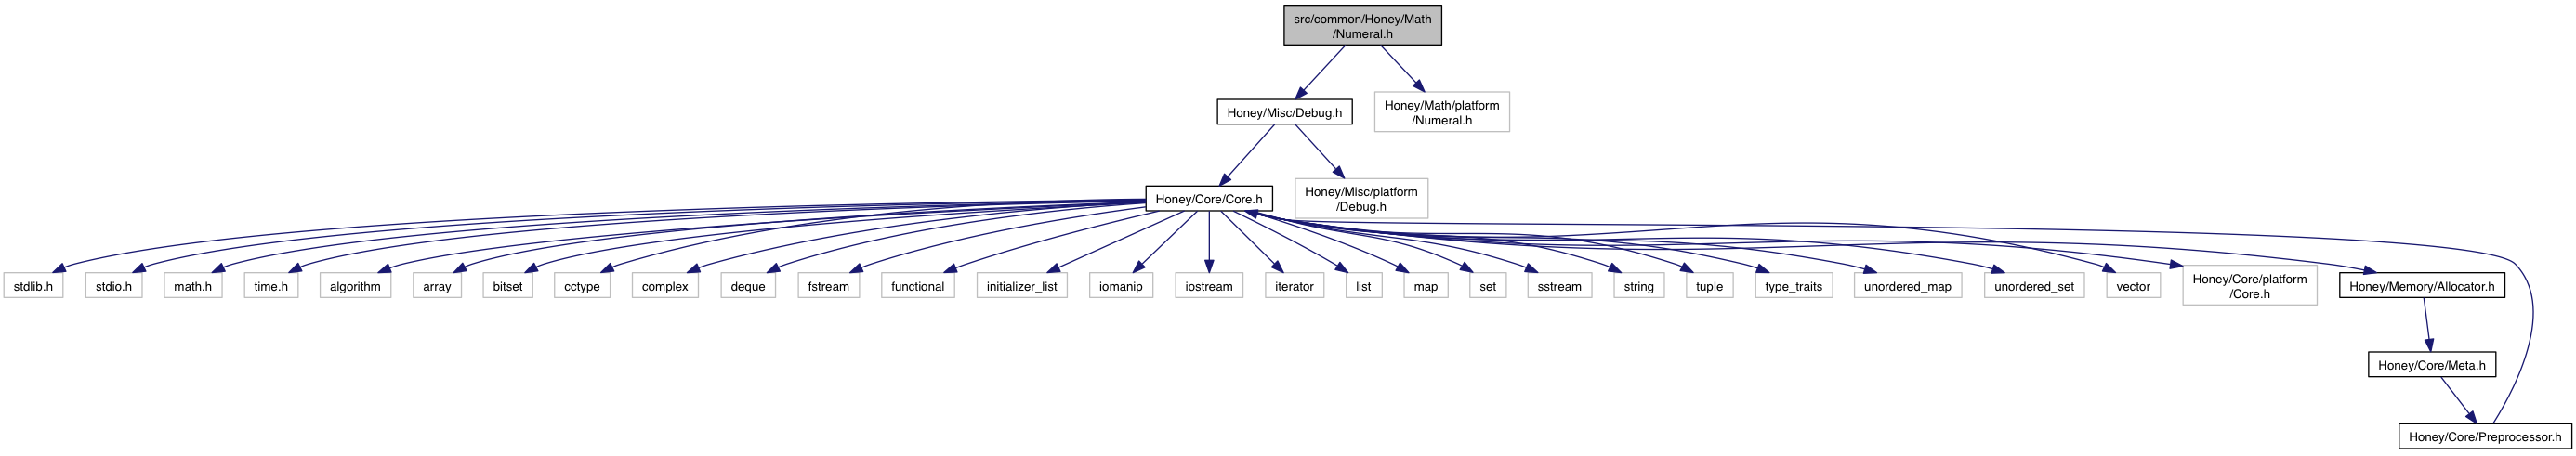 src/common/Honey/Math
/Numeral.h
Honey/Misc/Debug.h
Honey/Math/platform
/Numeral.h
Honey/Core/Core.h
Honey/Misc/platform
/Debug.h
stdlib.h
stdio.h
math.h
time.h
algorithm
array
bitset
cctype
complex
deque
fstream
functional
initializer_list
iomanip
iostream
iterator
list
map
set
sstream
string
tuple
type_traits
unordered_map
unordered_set
vector
Honey/Core/platform
/Core.h
Honey/Memory/Allocator.h
Honey/Core/Meta.h
Honey/Core/Preprocessor.h